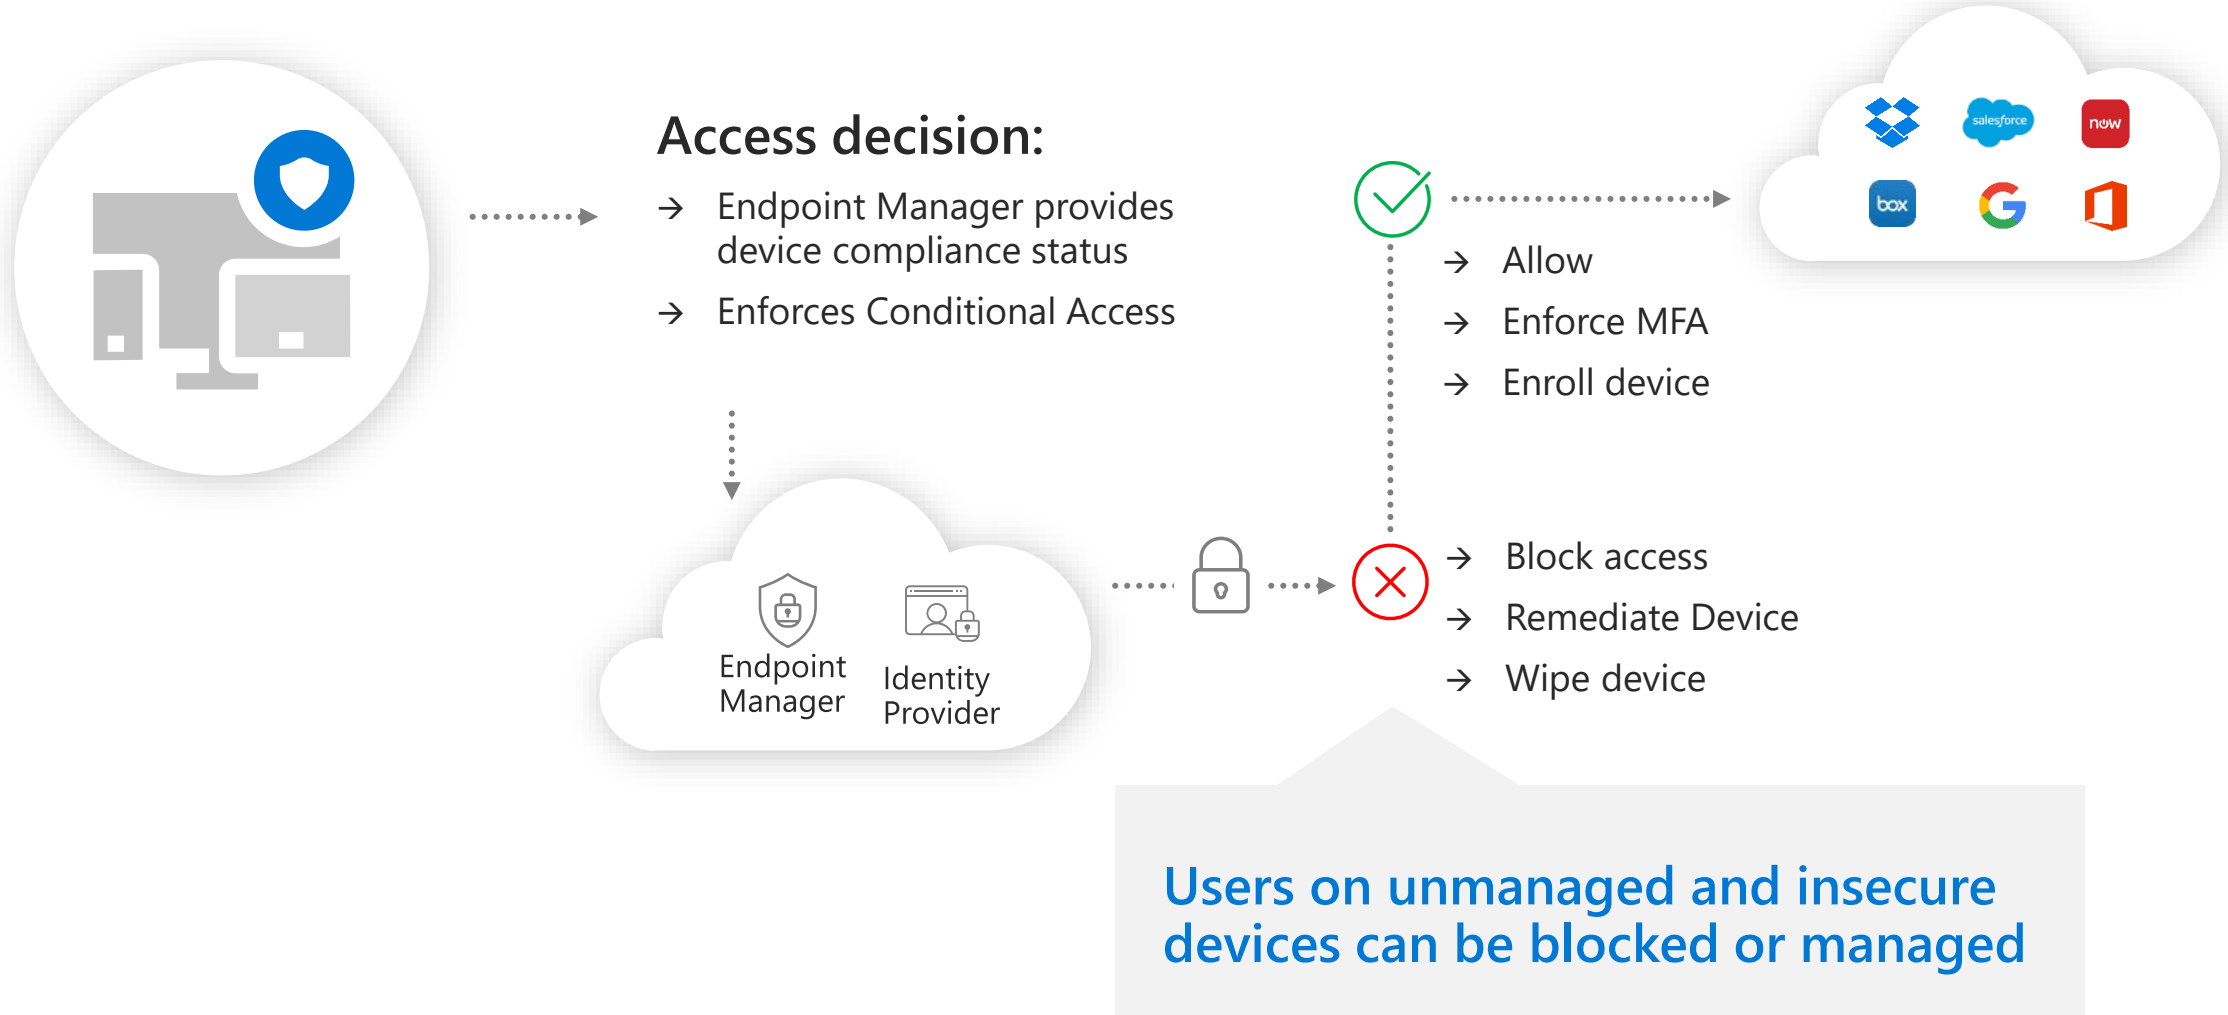 Access decision:
→ Endpoint Manager provides
device compliance status
→ Enforces Conditional Access
Endpoint
Manager
Identity
Provider
→ Allow
→ Enforce MFA
→ Enroll device
→ Block access
→ Remediate Device
→ Wipe device
salesforce
now
box
Users on unmanaged and insecure
devices can be blocked or managed